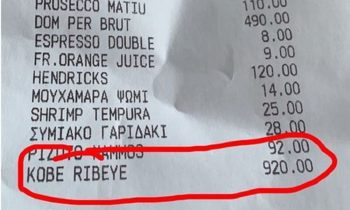 PROSECCO MATIU 110.00
DOM PER BRUT 490.00
ESPRESSO DOUBLE 8.00
FR.ORANGE JUICE 9.00
HENDRICKS 120.00
ΜΟΥΧΑΜΑΡΑ ΨΩΜΙ 14.00
SHRIMP TEMPURA 25.00
ΣΥΜΙΑΚΟ ΓΑΡΙΔΑΚΙ 28.00
ΡΙΖΟΤΟ NAMMOS 92.00
KOBE RIBEYE 920.00